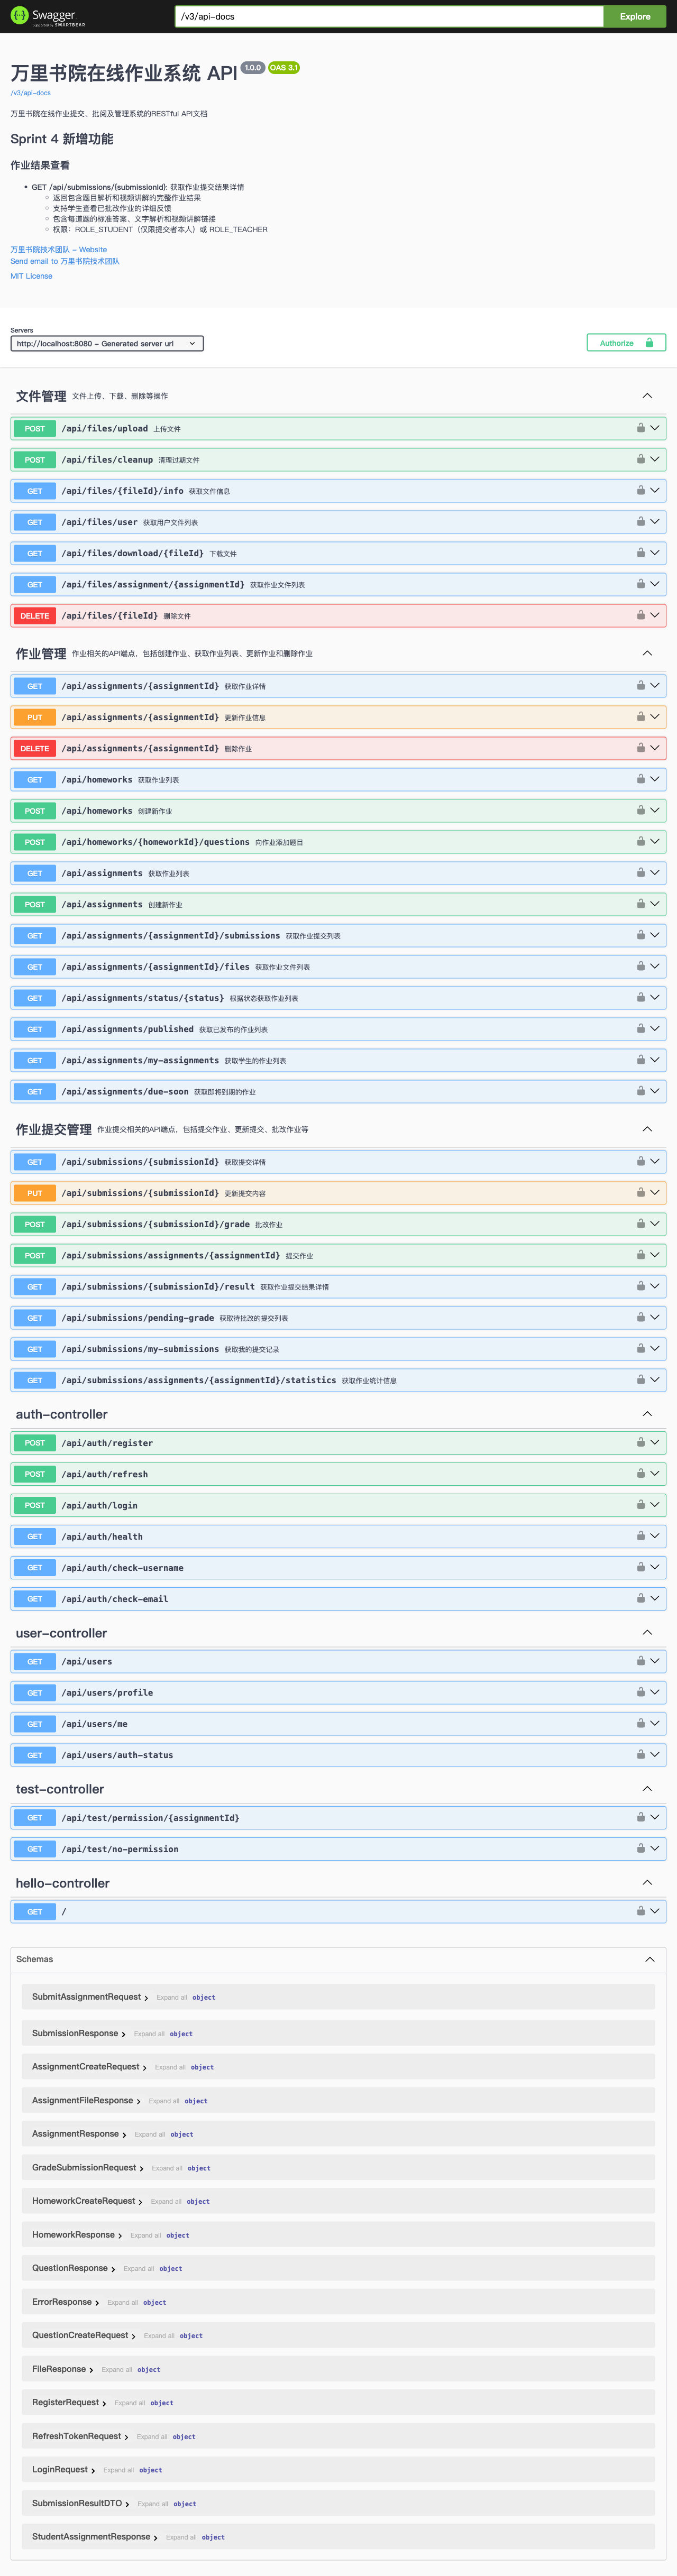 Swagger
Supported by SMARTBEAR
/v3/api-docs
Explore
万里书院在线作业系统 API
1.0.0
OAS 3.1
/v3/api-docs
万里书院在线作业提交、批阅及管理系统的RESTful API文档
Sprint 4 新增功能
作业结果查看
GET /api/submissions/{submissionId}: 获取作业提交结果详情
返回包含题目解析和视频讲解的完整作业结果
支持学生查看已批改作业的详细反馈
包含每道题的标准答案、文字解析和视频讲解链接
权限：ROLE_STUDENT（仅限提交者本人）或 ROLE_TEACHER
万里书院技术团队 - Website
Send email to 万里书院技术团队
MIT License
Servers
http://localhost:8080 - Generated server url
Authorize
文件管理 文件上传、下载、删除等操作
POST /api/files/upload 上传文件
POST /api/files/cleanup 清理过期文件
GET /api/files/{fileId}/info 获取文件信息
GET /api/files/user 获取用户文件列表
GET /api/files/download/{fileId} 下载文件
GET /api/files/assignment/{assignmentId} 获取作业文件列表
DELETE /api/files/{fileId} 删除文件
作业管理 作业相关的API端点，包括创建作业、获取作业列表、更新作业和删除作业
GET /api/assignments/{assignmentId} 获取作业详情
PUT /api/assignments/{assignmentId} 更新作业信息
DELETE /api/assignments/{assignmentId} 删除作业
GET /api/homeworks 获取作业列表
POST /api/homeworks 创建新作业
POST /api/homeworks/{homeworkId}/questions 向作业添加题目
GET /api/assignments 获取作业列表
POST /api/assignments 创建新作业
GET /api/assignments/{assignmentId}/submissions 获取作业提交列表
GET /api/assignments/{assignmentId}/files 获取作业文件列表
GET /api/assignments/status/{status} 根据状态获取作业列表
GET /api/assignments/published 获取已发布的作业列表
GET /api/assignments/my-assignments 获取学生的作业列表
GET /api/assignments/due-soon 获取即将到期的作业
作业提交管理 作业提交相关的API端点，包括提交作业、更新提交、批改作业等
GET /api/submissions/{submissionId} 获取提交详情
PUT /api/submissions/{submissionId} 更新提交内容
POST /api/submissions/{submissionId}/grade 批改作业
POST /api/submissions/assignments/{assignmentId} 提交作业
GET /api/submissions/{submissionId}/result 获取作业提交结果详情
GET /api/submissions/pending-grade 获取待批改的提交列表
GET /api/submissions/my-submissions 获取我的提交记录
GET /api/submissions/assignments/{assignmentId}/statistics 获取作业统计信息
auth-controller
POST /api/auth/register
POST /api/auth/refresh
POST /api/auth/login
GET /api/auth/health
GET /api/auth/check-username
GET /api/auth/check-email
user-controller
GET /api/users
GET /api/users/profile
GET /api/users/me
GET /api/users/auth-status
test-controller
GET /api/test/permission/{assignmentId}
GET /api/test/no-permission
hello-controller
GET /
Schemas
SubmitAssignmentRequest Expand all object
SubmissionResponse Expand all object
AssignmentCreateRequest Expand all object
AssignmentFileResponse Expand all object
AssignmentResponse Expand all object
GradeSubmissionRequest Expand all object
HomeworkCreateRequest Expand all object
HomeworkResponse Expand all object
QuestionResponse Expand all object
ErrorResponse Expand all object
QuestionCreateRequest Expand all object
FileResponse Expand all object
RegisterRequest Expand all object
RefreshTokenRequest Expand all object
LoginRequest Expand all object
SubmissionResultDTO Expand all object
StudentAssignmentResponse Expand all object